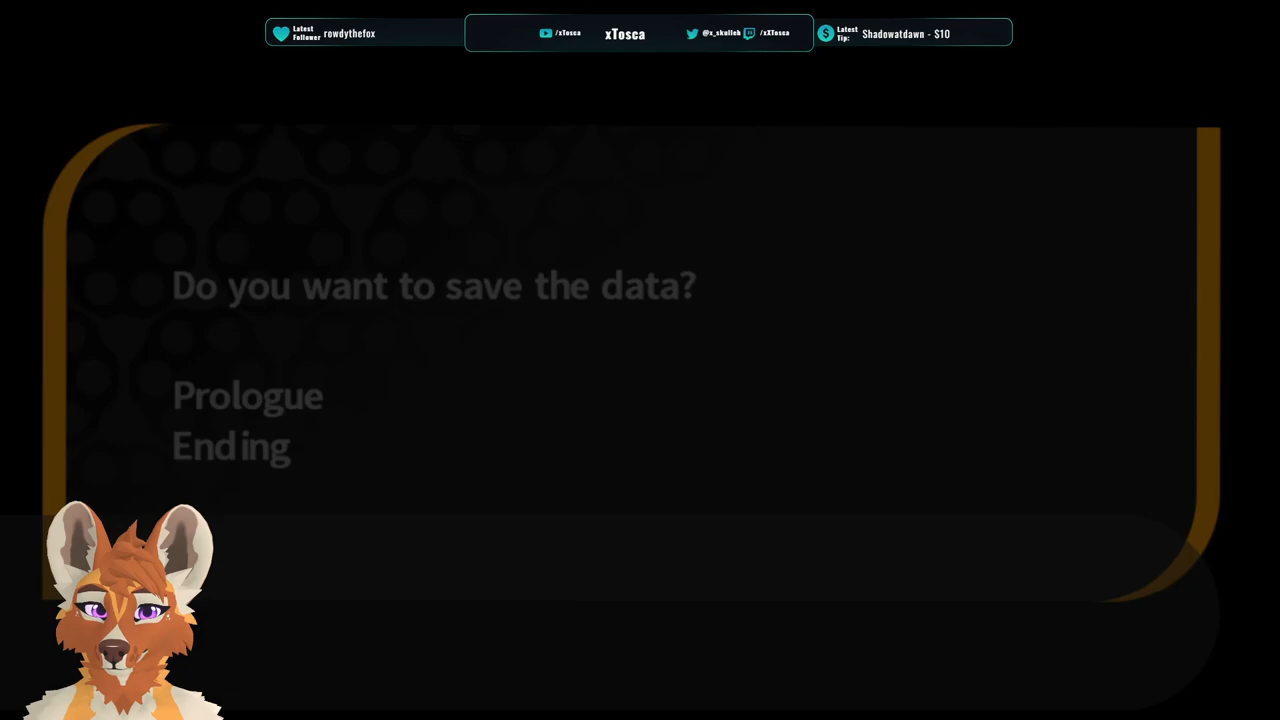 Latest Follower rowdythefox
/xTosca xTosca @x_skulleh /xXTosca
Latest Tip: Shadowatdawn - $10
Do you want to save the data?
Prologue
Ending